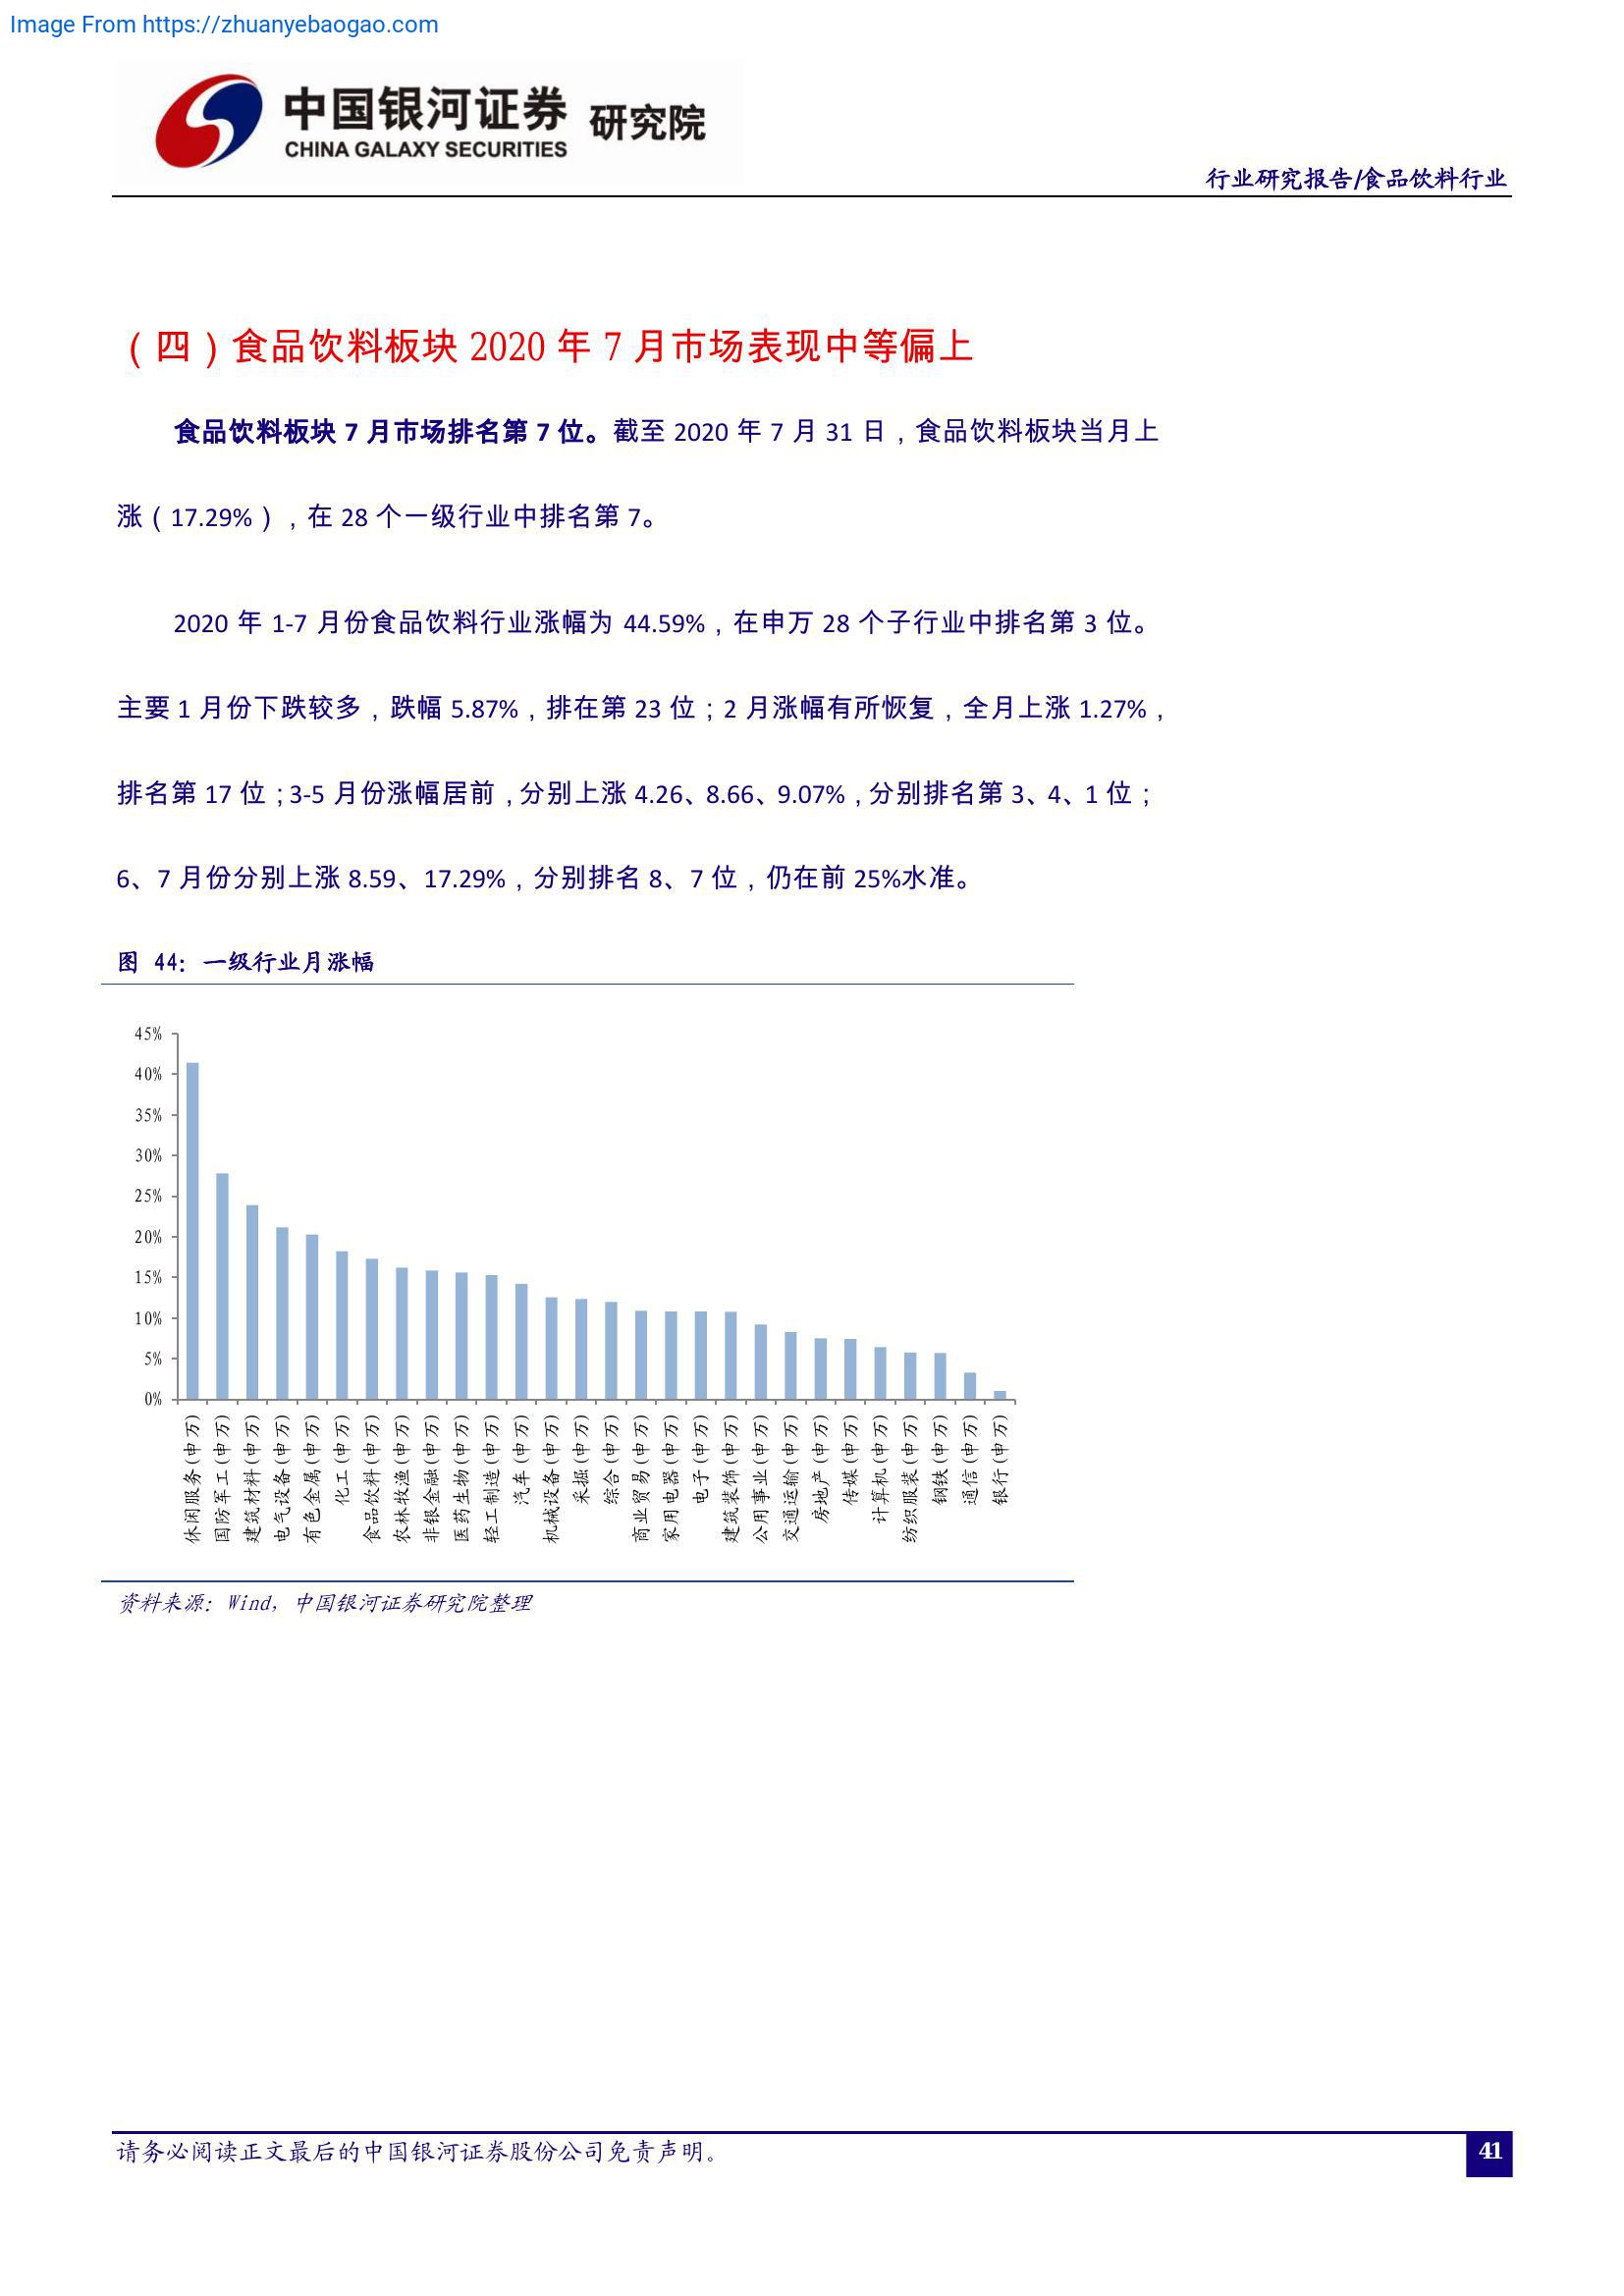 Image From https://zhuanyebaogao.com
中国银河证券 研究院
CHINA GALAXY SECURITIES
行业研究报告/食品饮料行业
（四）食品饮料板块 2020 年 7 月市场表现中等偏上
食品饮料板块 7 月市场排名第 7 位。截至 2020 年 7 月 31 日，食品饮料板块当月上
涨（17.29%），在 28 个一级行业中排名第 7。
2020 年 1-7 月份食品饮料行业涨幅为 44.59%，在申万 28 个子行业中排名第 3 位。
主要 1 月份下跌较多，跌幅 5.87%，排在第 23 位；2 月涨幅有所恢复，全月上涨 1.27%，
排名第 17 位；3-5 月份涨幅居前，分别上涨 4.26、8.66、9.07%，分别排名第 3、4、1 位；
6、7 月份分别上涨 8.59、17.29%，分别排名 8、7 位，仍在前 25%水准。
图 44：一级行业月涨幅
45%
40%
35%
30%
25%
20%
15%
10%
5%
0%
休闲服务(申万)
国防军工(申万)
建筑材料(申万)
电气设备(申万)
有色金属(申万)
化工(申万)
食品饮料(申万)
农林牧渔(申万)
非银金融(申万)
医药生物(申万)
轻工制造(申万)
汽车(申万)
机械设备(申万)
采掘(申万)
综合(申万)
商业贸易(申万)
家用电器(申万)
电子(申万)
建筑装饰(申万)
公用事业(申万)
交通运输(申万)
房地产(申万)
传媒(申万)
计算机(申万)
纺织服装(申万)
钢铁(申万)
通信(申万)
银行(申万)
资料来源：Wind，中国银河证券研究院整理
请务必阅读正文最后的中国银河证券股份公司免责声明。
41